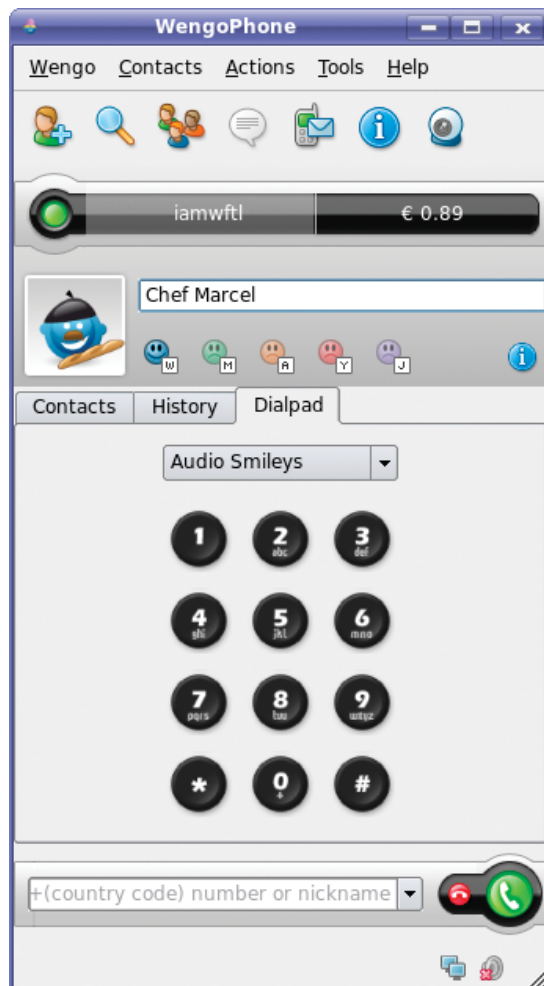 WengoPhone
Wengo Contacts Actions Tools Help
iamwftl € 0.89
Chef Marcel
W M A Y J
Contacts History Dialpad
Audio Smileys
1 2 3
abc def
4 5 6
ghi jkl mno
7 8 9
pqrs tuv wxyz
* 0 #
+
+(country code) number or nickname